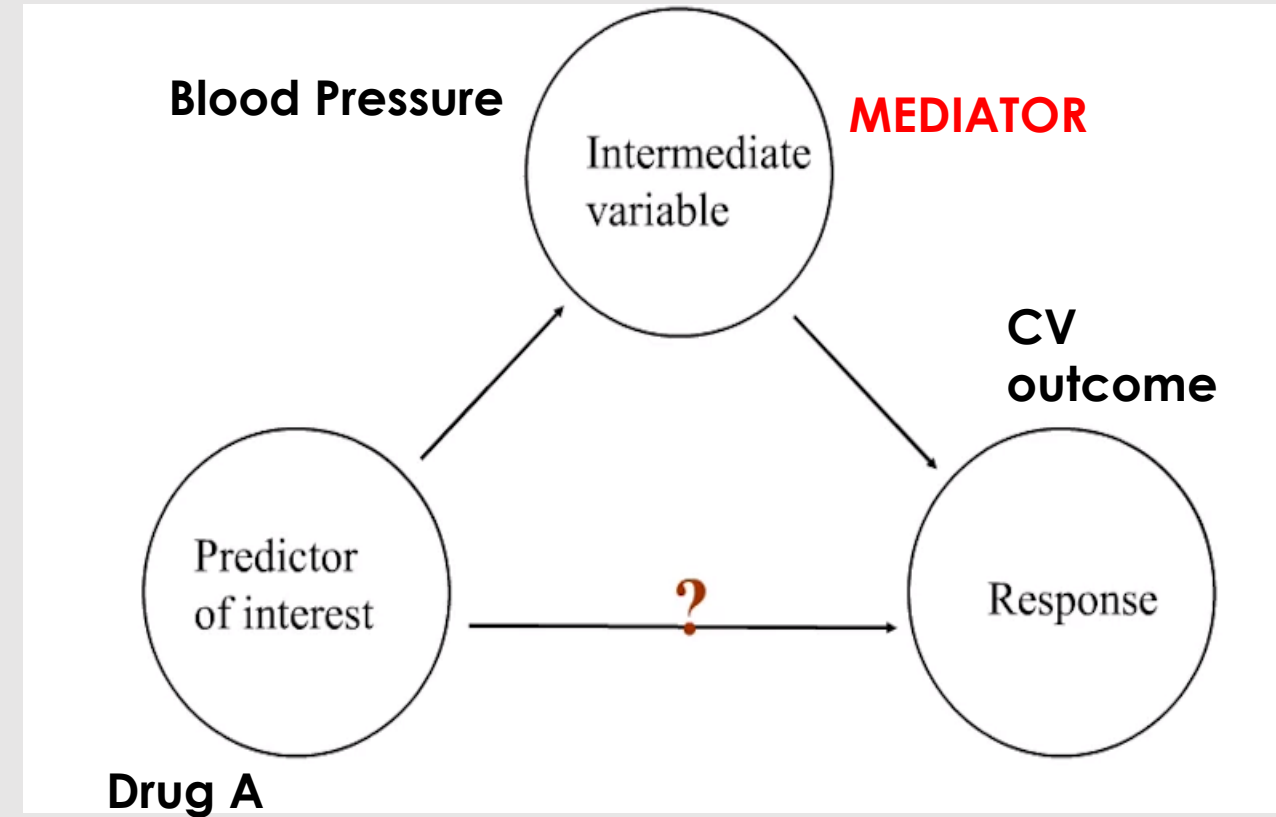 Blood Pressure
MEDIATOR
Intermediate
variable
CV
outcome
Predictor
of interest
?
Response
Drug A